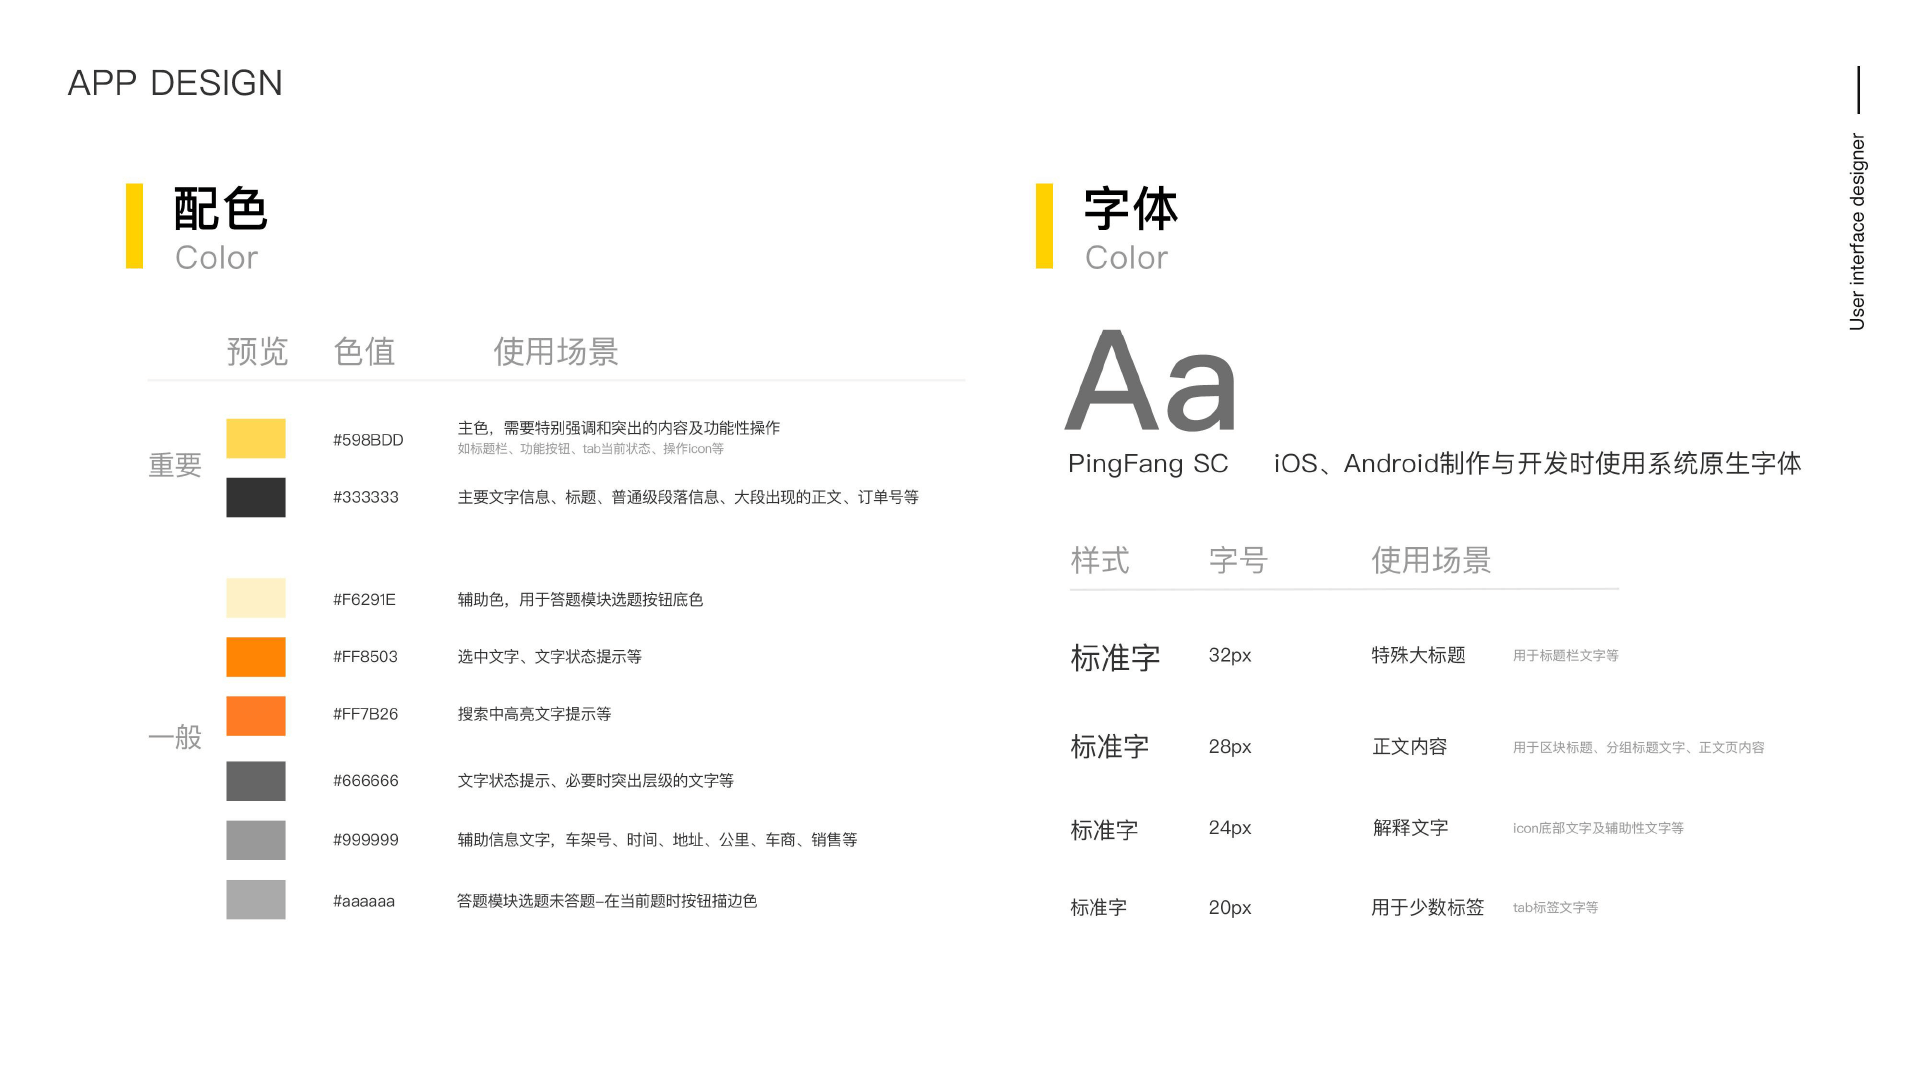 APP DESIGN
User interface designer
配色
Color
预览 色值 使用场景
重要
#598BDD 主色，需要特别强调和突出的内容及功能性操作
如标题栏、功能按钮、tab当前状态、操作icon等
#333333 主要文字信息、标题、普通级段落信息、大段出现的正文、订单号等
一般
#F6291E 辅助色，用于答题模块选题按钮底色
#FF8503 选中文字、文字状态提示等
#FF7B26 搜索中高亮文字提示等
#666666 文字状态提示、必要时突出层级的文字等
#999999 辅助信息文字，车架号、时间、地址、公里、车商、销售等
#aaaaaa 答题模块选题未答题-在当前题时按钮描边色
字体
Color
Aa
PingFang SC iOS、Android制作与开发时使用系统原生字体
样式 字号 使用场景
标准字 32px 特殊大标题 用于标题栏文字等
标准字 28px 正文内容 用于区块标题、分组标题文字、正文页内容
标准字 24px 解释文字 icon底部文字及辅助性文字等
标准字 20px 用于少数标签 tab标签文字等